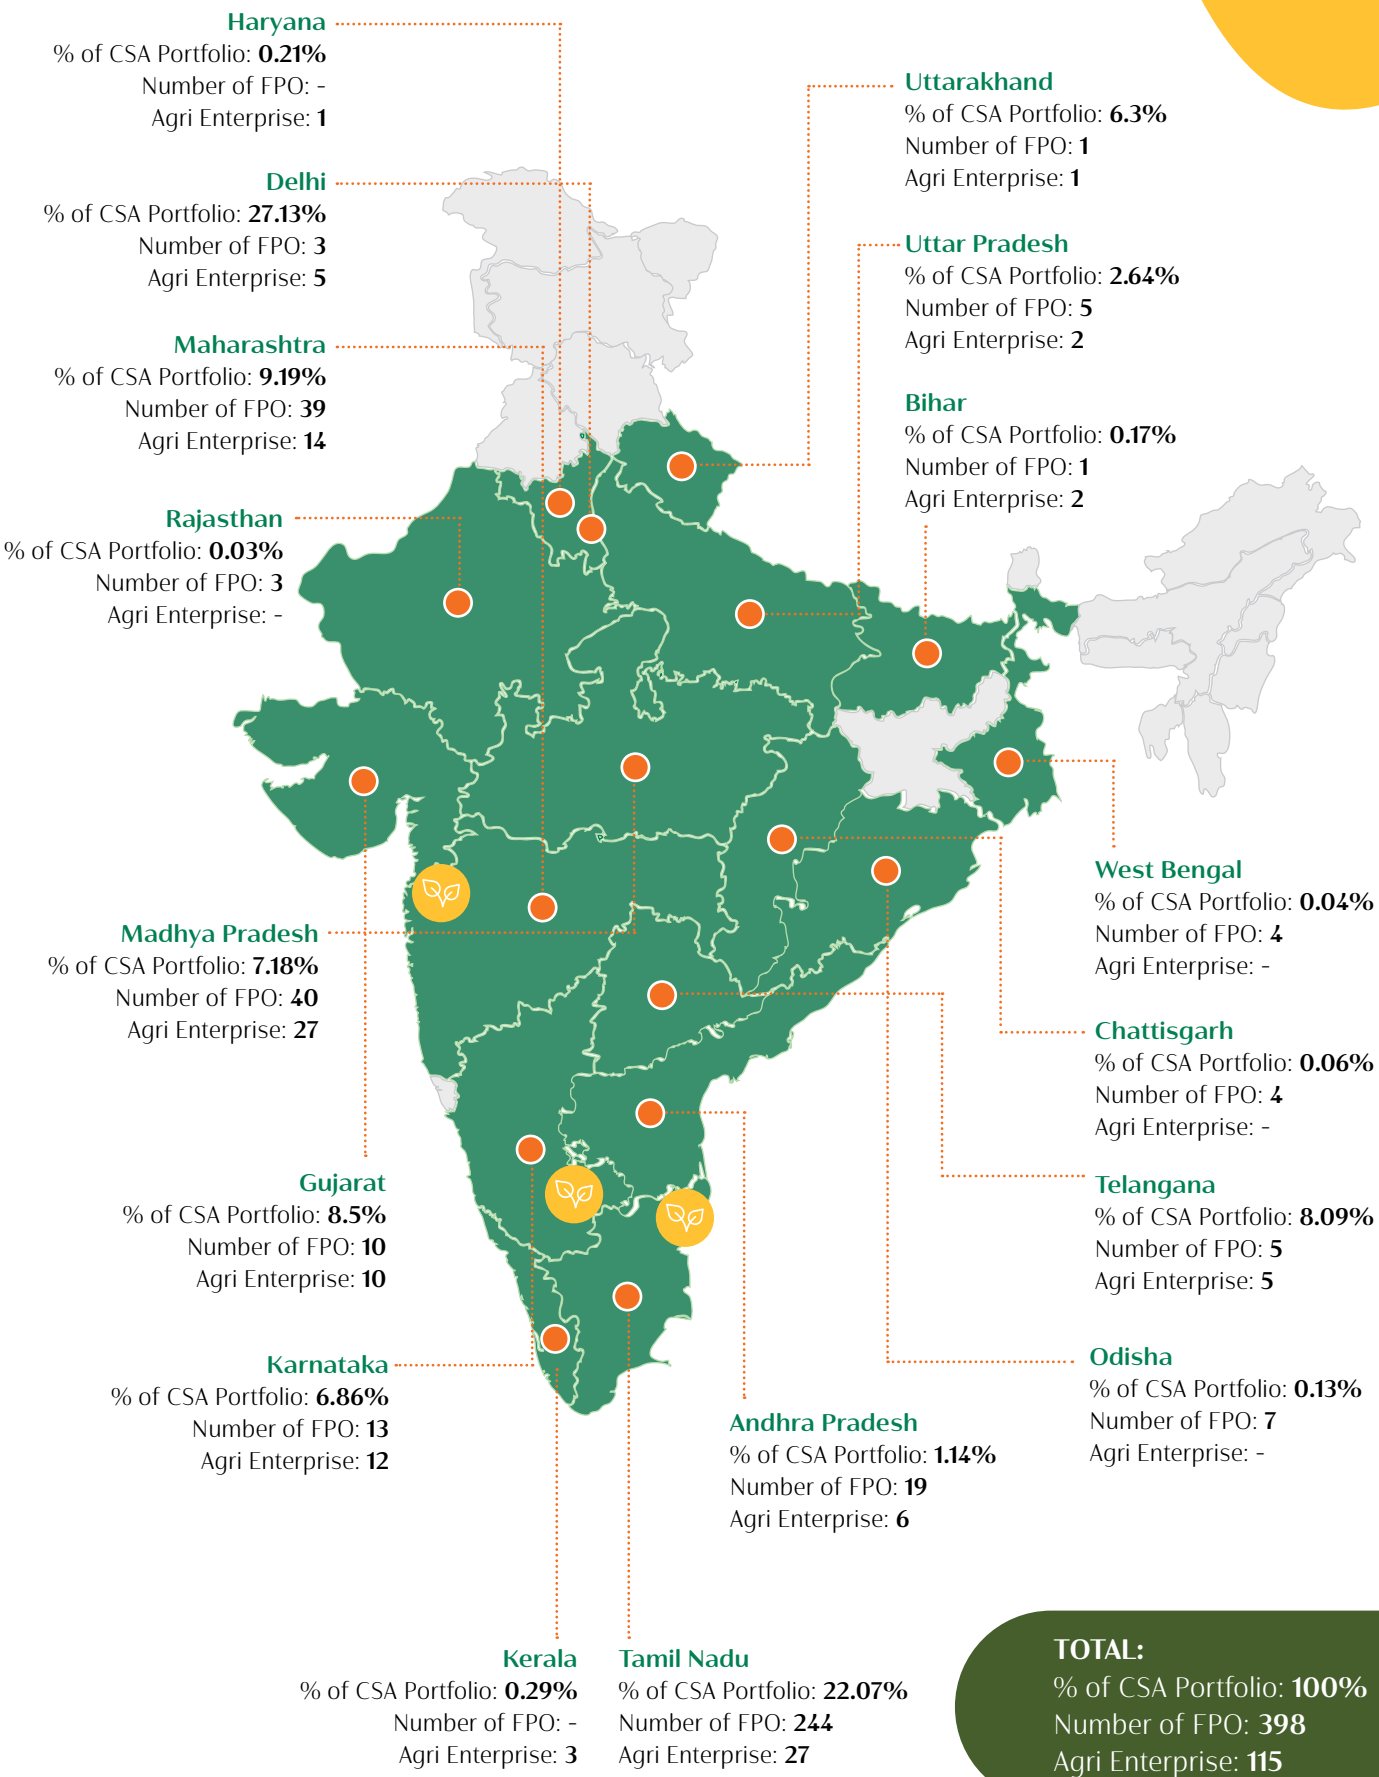 Haryana
% of CSA Portfolio: 0.21%
Number of FPO: -
Agri Enterprise: 1
Delhi
% of CSA Portfolio: 27.13%
Number of FPO: 3
Agri Enterprise: 5
Maharashtra
% of CSA Portfolio: 9.19%
Number of FPO: 39
Agri Enterprise: 14
Rajasthan
% of CSA Portfolio: 0.03%
Number of FPO: 3
Agri Enterprise: -
Madhya Pradesh
% of CSA Portfolio: 7.18%
Number of FPO: 40
Agri Enterprise: 27
Gujarat
% of CSA Portfolio: 8.5%
Number of FPO: 10
Agri Enterprise: 10
Karnataka
% of CSA Portfolio: 6.86%
Number of FPO: 13
Agri Enterprise: 12
Kerala
% of CSA Portfolio: 0.29%
Number of FPO: -
Agri Enterprise: 3
Tamil Nadu
% of CSA Portfolio: 22.07%
Number of FPO: 244
Agri Enterprise: 27
Uttarakhand
% of CSA Portfolio: 6.3%
Number of FPO: 1
Agri Enterprise: 1
Uttar Pradesh
% of CSA Portfolio: 2.64%
Number of FPO: 5
Agri Enterprise: 2
Bihar
% of CSA Portfolio: 0.17%
Number of FPO: 1
Agri Enterprise: 2
West Bengal
% of CSA Portfolio: 0.04%
Number of FPO: 4
Agri Enterprise: -
Chattisgarh
% of CSA Portfolio: 0.06%
Number of FPO: 4
Agri Enterprise: -
Telangana
% of CSA Portfolio: 8.09%
Number of FPO: 5
Agri Enterprise: 5
Odisha
% of CSA Portfolio: 0.13%
Number of FPO: 7
Agri Enterprise: -
Andhra Pradesh
% of CSA Portfolio: 1.14%
Number of FPO: 19
Agri Enterprise: 6
TOTAL:
% of CSA Portfolio: 100%
Number of FPO: 398
Agri Enterprise: 115